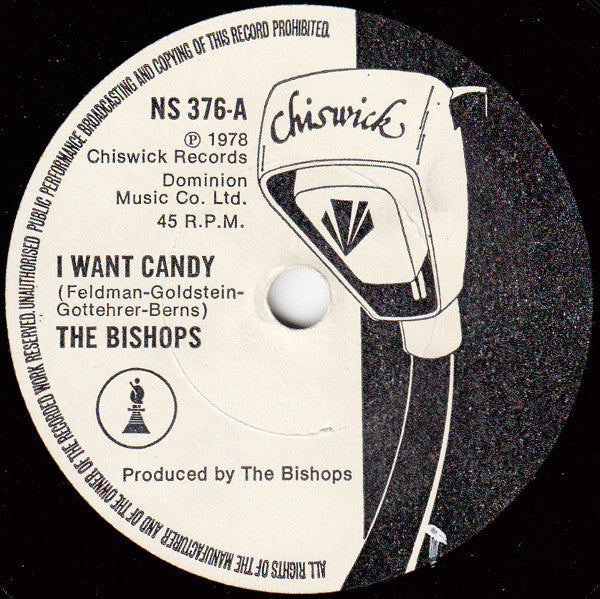 ALL RIGHTS OF THE MANUFACTURER AND OF THE OWNER OF THE RECORDED WORK RESERVED. UNAUTHORISED PUBLIC PERFORMANCE BROADCASTING AND COPYING OF THIS RECORD PROHIBITED.
Chiswick
NS 376-A
℗ 1978
Chiswick Records
Dominion
Music Co. Ltd.
45 R.P.M.
I WANT CANDY
(Feldman-Goldstein-
Gottehrer-Berns)
THE BISHOPS
Produced by The Bishops